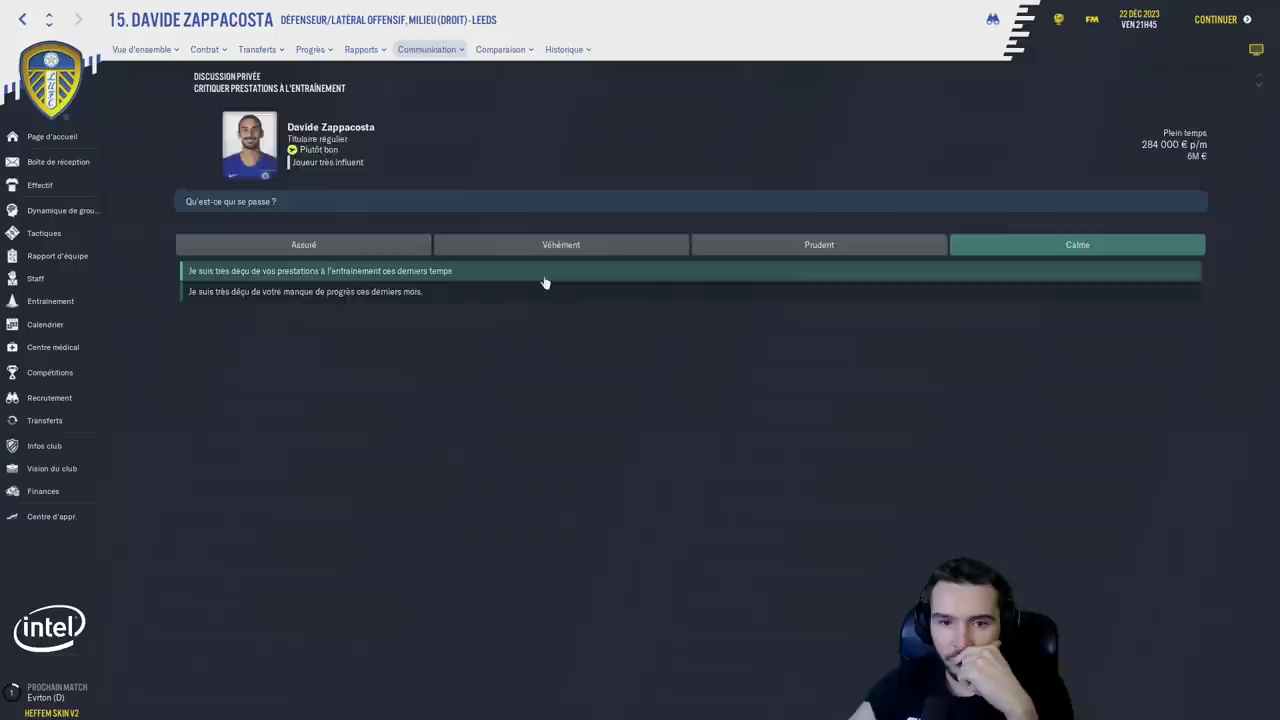 15. DAVIDE ZAPPACOSTA DÉFENSEUR/LATÉRAL OFFENSIF, MILIEU (DROIT) - LEEDS
FM
22 DÉC 2023
VEN 21H45
CONTINUER
Vue d'ensemble
Contrat
Transferts
Progrès
Rapports
Communication
Comparaison
Historique
DISCUSSION PRIVÉE
CRITIQUER PRESTATIONS À L'ENTRAÎNEMENT
Davide Zappacosta
Titulaire régulier
Plutôt bon
Joueur très influent
Plein temps
284 000 € p/m
6M €
Qu'est-ce qui se passe ?
Assuré
Véhément
Prudent
Calme
Je suis très déçu de vos prestations à l'entraînement ces derniers temps
Je suis très déçu de votre manque de progrès ces derniers mois.
LUFC
Page d'accueil
Boîte de réception
Effectif
Dynamique de grou...
Tactiques
Rapport d'équipe
Staff
Entraînement
Calendrier
Centre médical
Compétitions
Recrutement
Transferts
Infos club
Vision du club
Finances
Centre d'appr.
intel
1
PROCHAIN MATCH
Evrton (D)
HEFFEM SKIN V2